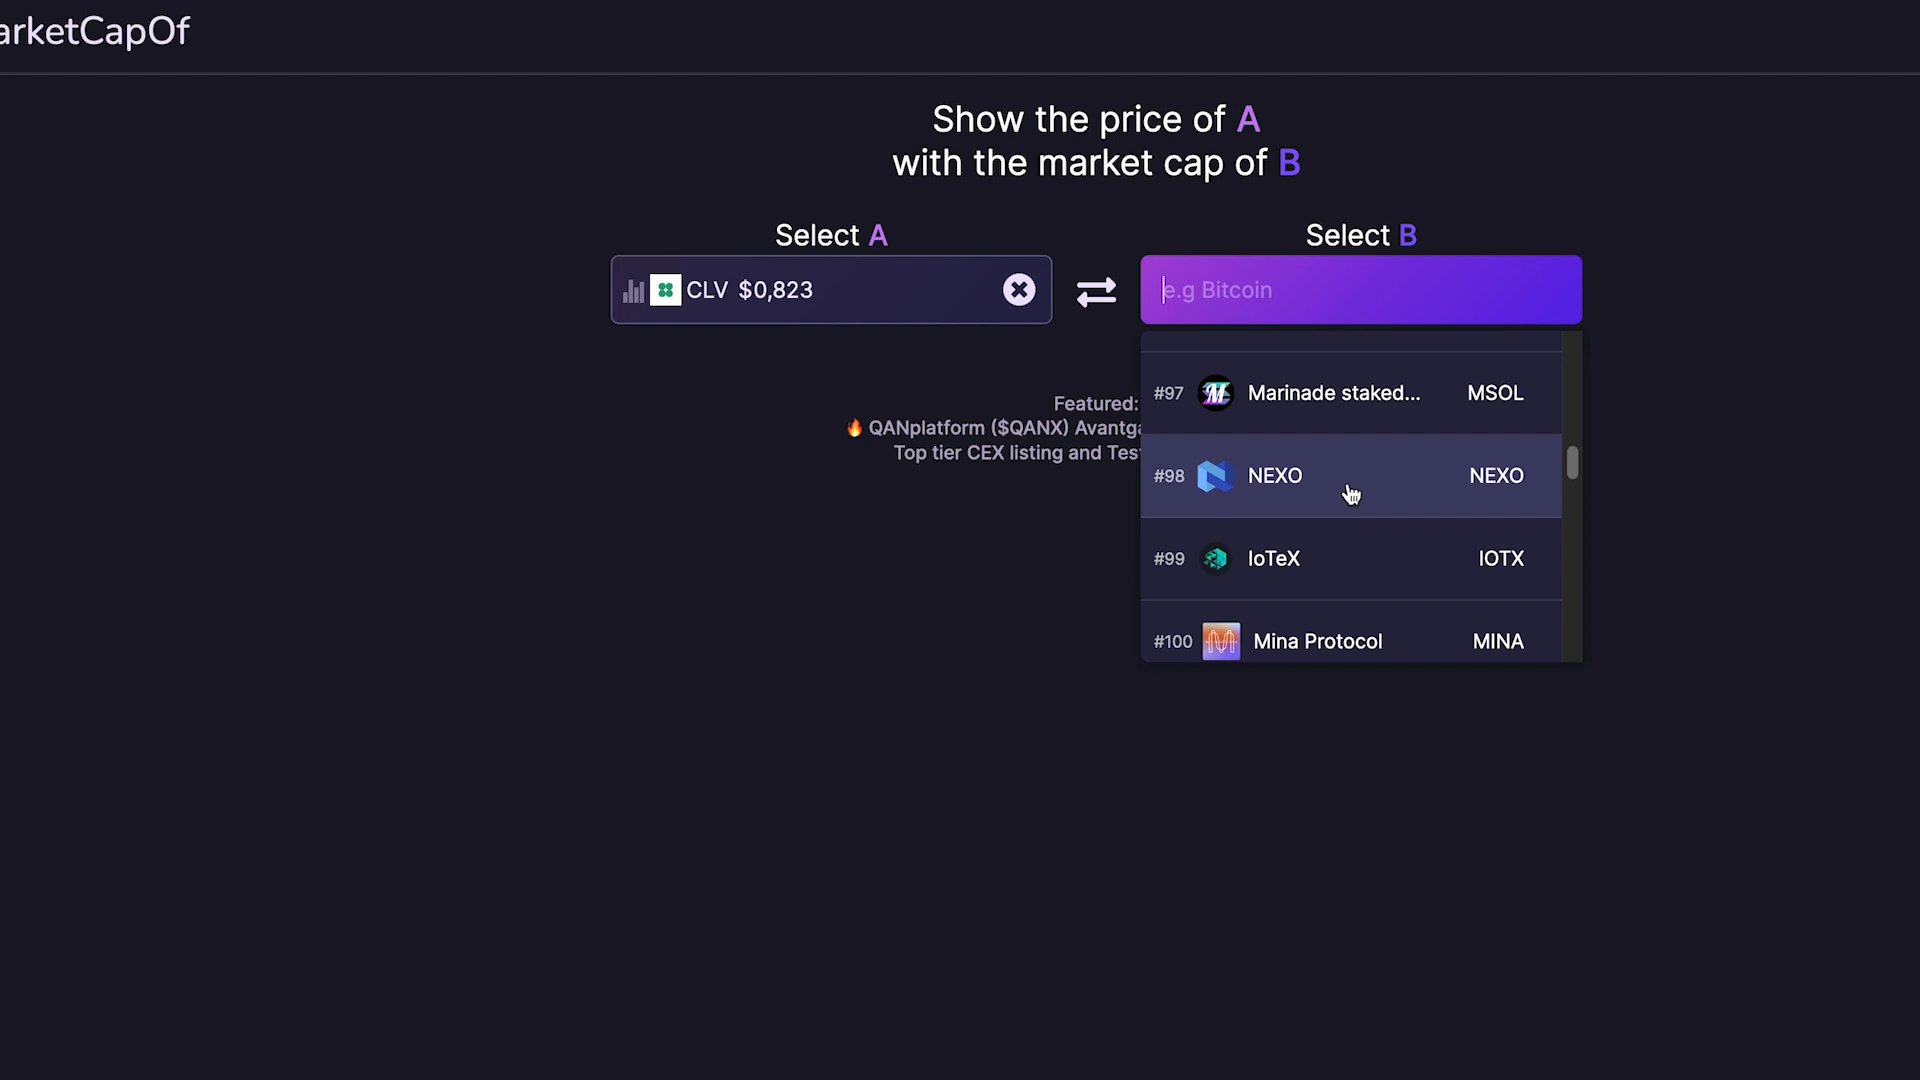 arketCapOf
Show the price of A
with the market cap of B
Select A
Select B
CLV $0,823
e.g Bitcoin
Featured:
🔥 QANplatform ($QANX) Avantga
Top tier CEX listing and Tes
#97 Marinade staked... MSOL
#98 NEXO NEXO
#99 IoTeX IOTX
#100 Mina Protocol MINA